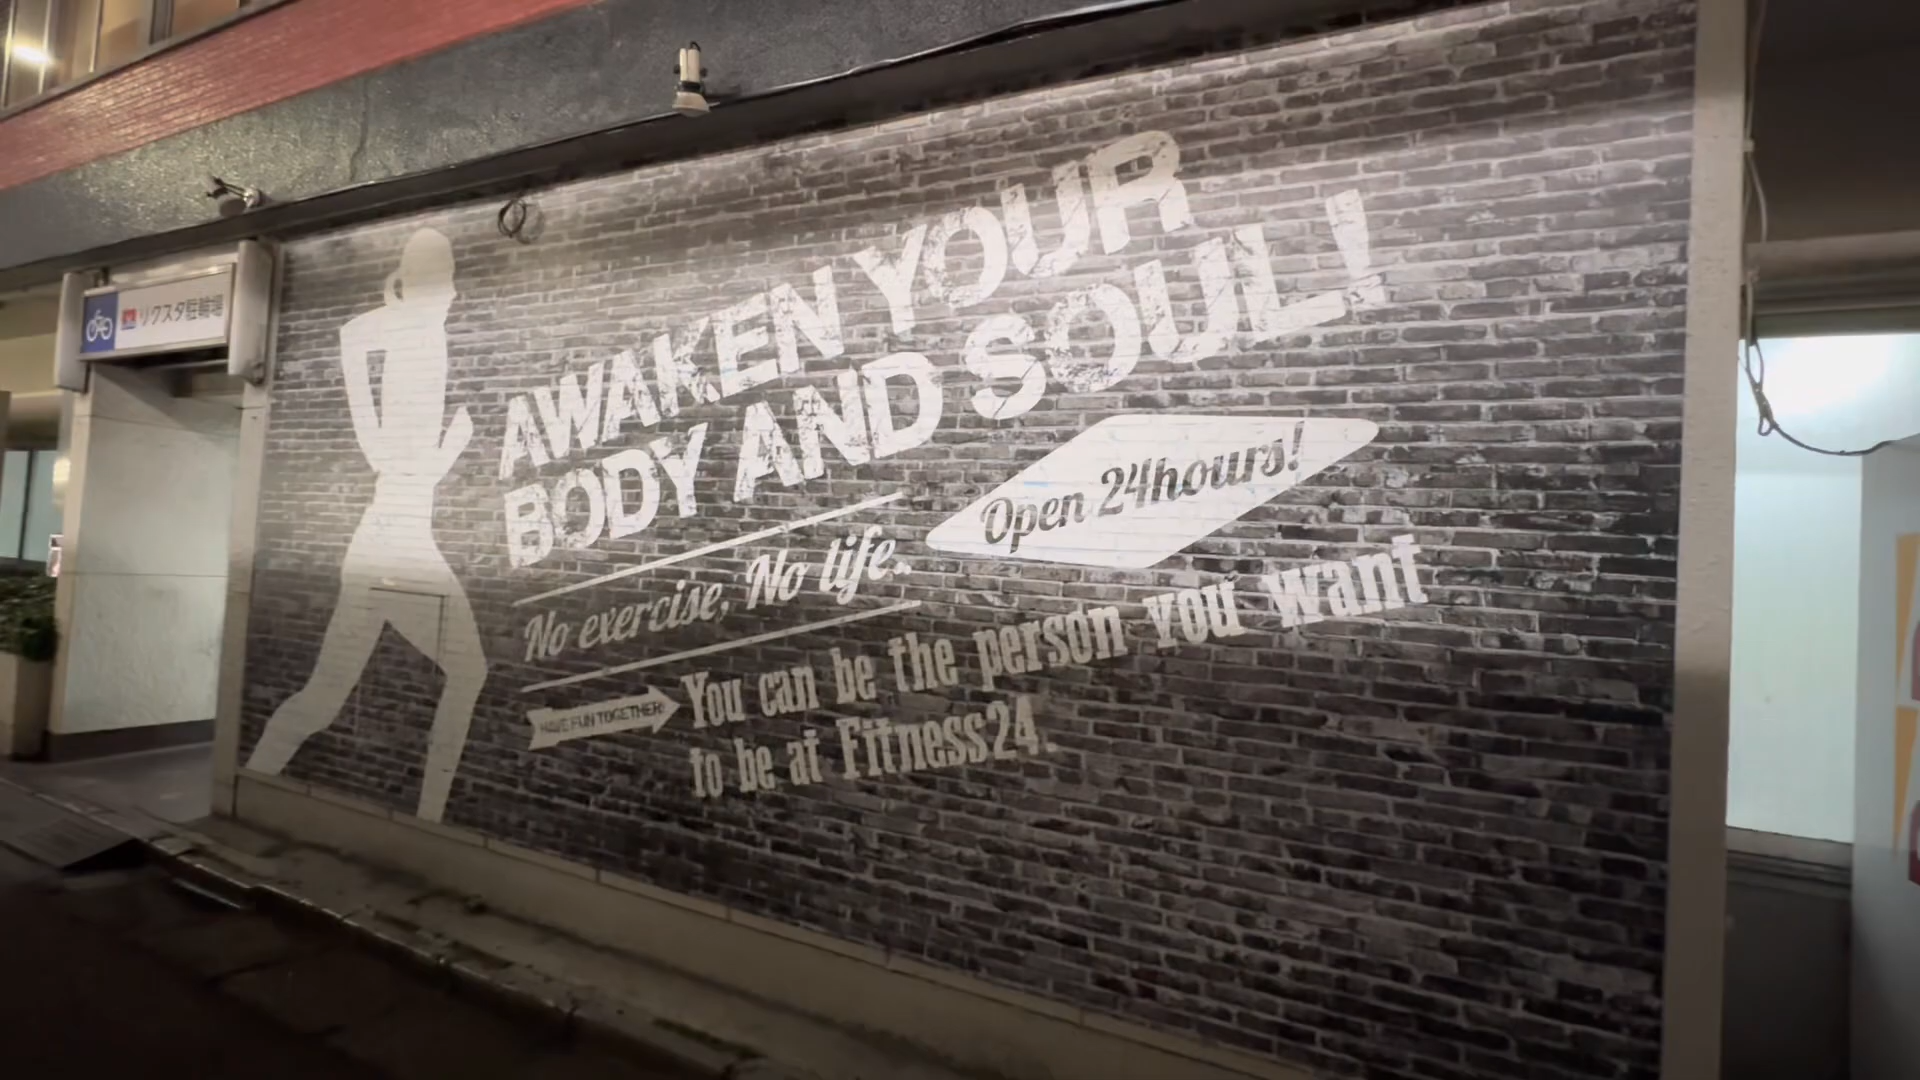 リクスタ駐輪場
AWAKEN YOUR
BODY AND SOUL!
Open 24hours!
No exercise, No life..
HAVE FUN TOGETHER!
You can be the person you want
to be at Fitness24.